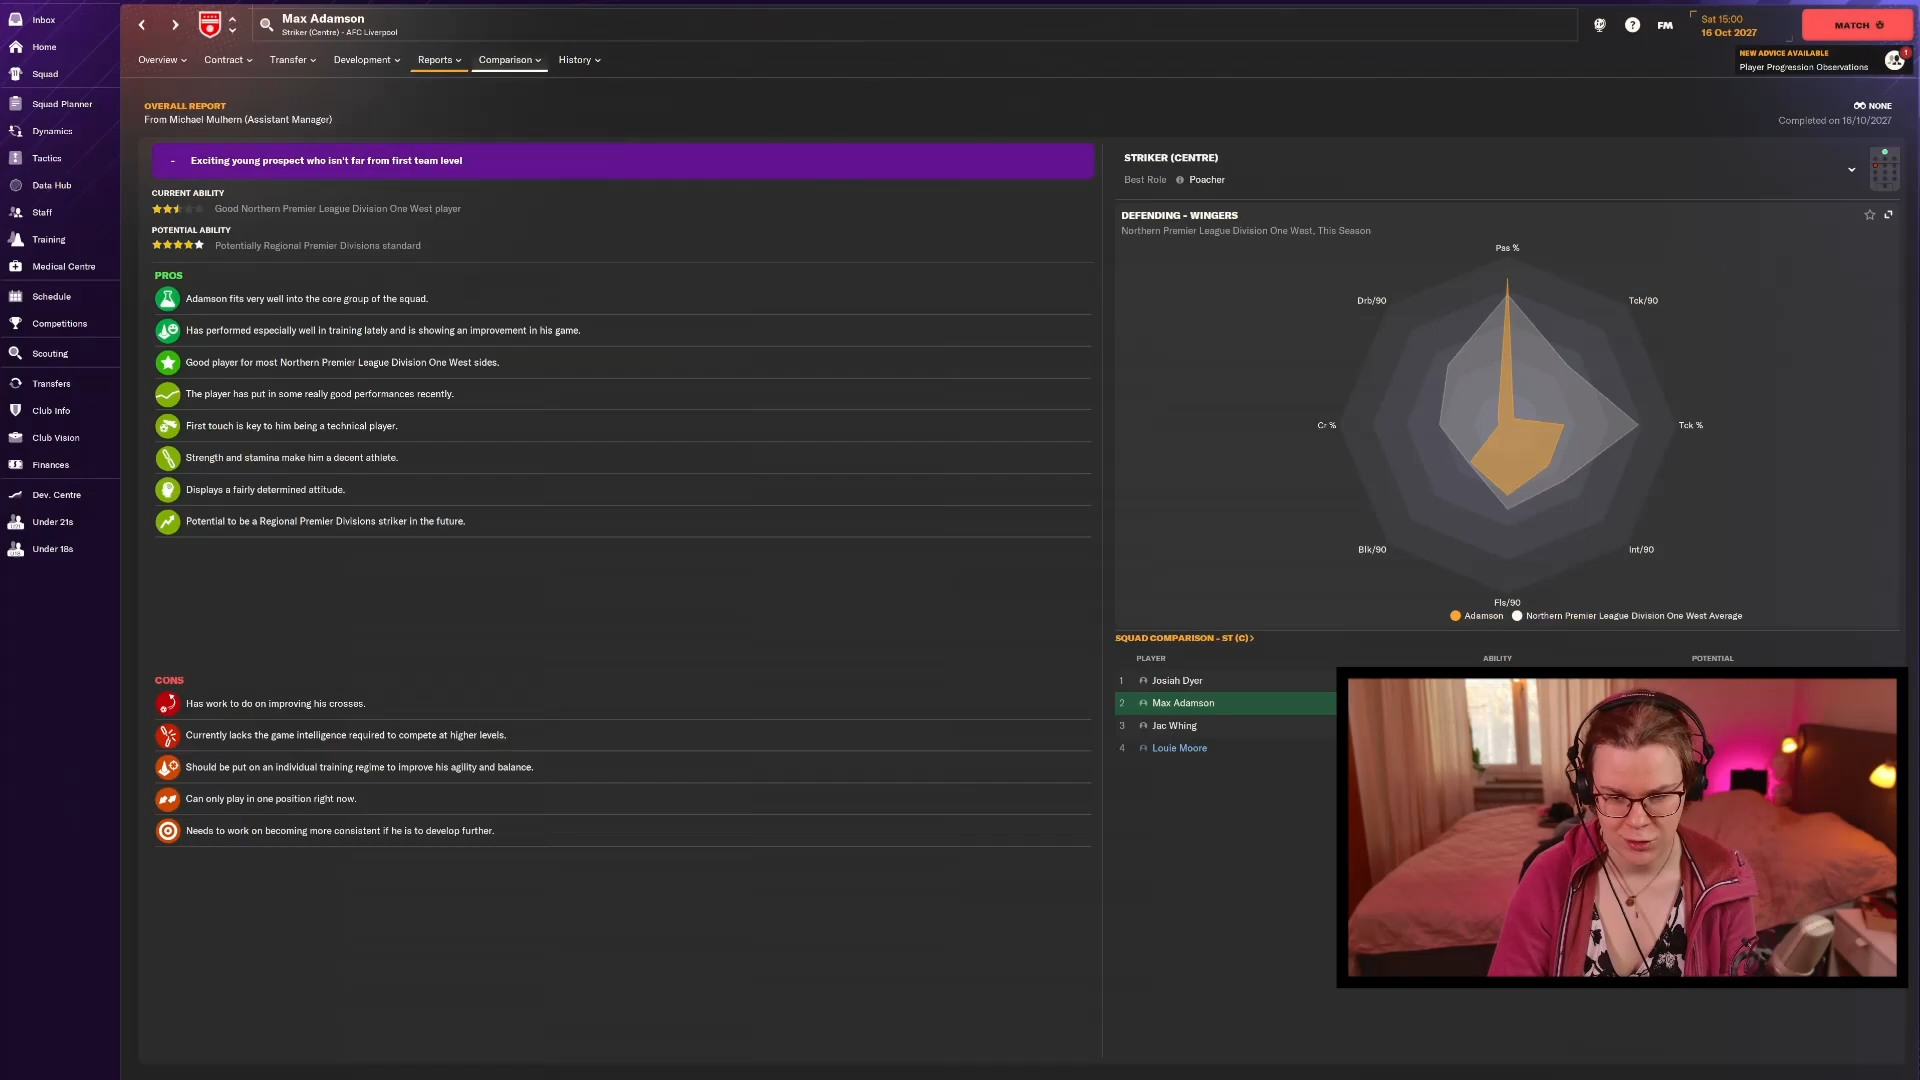 Inbox
Home
Squad
Squad Planner
Dynamics
Tactics
Data Hub
Staff
Training
Medical Centre
Schedule
Competitions
Scouting
Transfers
Club Info
Club Vision
Finances
Dev. Centre
Under 21s
Under 18s
Max Adamson
Striker (Centre) - AFC Liverpool
FM
Sat 15:00
16 Oct 2027
MATCH
Overview
Contract
Transfer
Development
Reports
Comparison
History
NEW ADVICE AVAILABLE
Player Progression Observations
1
OVERALL REPORT
From Michael Mulhern (Assistant Manager)
NONE
Completed on 16/10/2027
- Exciting young prospect who isn't far from first team level
CURRENT ABILITY
Good Northern Premier League Division One West player
POTENTIAL ABILITY
Potentially Regional Premier Divisions standard
PROS
Adamson fits very well into the core group of the squad.
Has performed especially well in training lately and is showing an improvement in his game.
Good player for most Northern Premier League Division One West sides.
The player has put in some really good performances recently.
First touch is key to him being a technical player.
Strength and stamina make him a decent athlete.
Displays a fairly determined attitude.
Potential to be a Regional Premier Divisions striker in the future.
CONS
Has work to do on improving his crosses.
Currently lacks the game intelligence required to compete at higher levels.
Should be put on an individual training regime to improve his agility and balance.
Can only play in one position right now.
Needs to work on becoming more consistent if he is to develop further.
STRIKER (CENTRE)
Best Role Poacher
DEFENDING - WINGERS
Northern Premier League Division One West, This Season
Pas %
Drb/90
Tck/90
Cr %
Tck %
Blk/90
Int/90
Fls/90
Adamson Northern Premier League Division One West Average
SQUAD COMPARISON - ST (C)
PLAYER ABILITY POTENTIAL
1 Josiah Dyer
2 Max Adamson
3 Jac Whing
4 Louie Moore